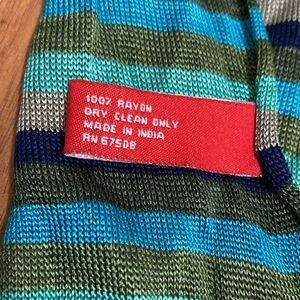 100% RAYON
DRY CLEAN ONLY
MADE IN INDIA
RN 67508